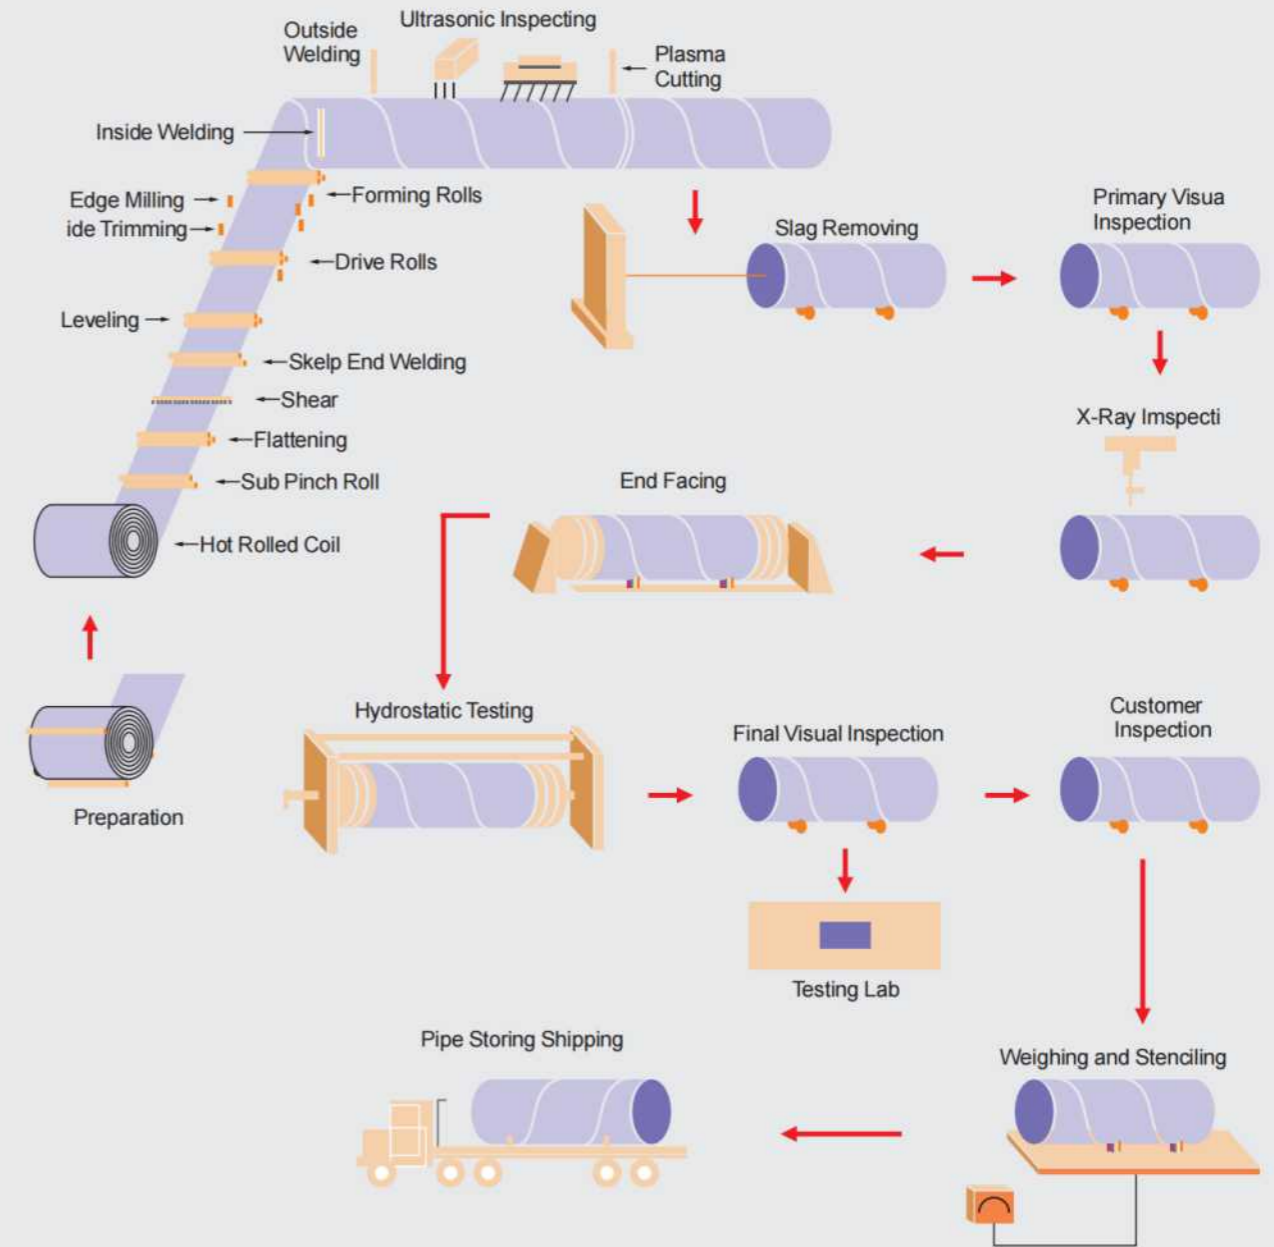 Ultrasonic Inspecting
Outside
Welding
Plasma
Cutting
Inside Welding
Edge Milling
Forming Rolls
ide Trimming
Drive Rolls
Leveling
Skelp End Welding
Shear
Flattening
Sub Pinch Roll
Hot Rolled Coil
Preparation
Slag Removing
Primary Visua
Inspection
X-Ray Imspecti
End Facing
Hydrostatic Testing
Final Visual Inspection
Customer
Inspection
Testing Lab
Weighing and Stenciling
Pipe Storing Shipping